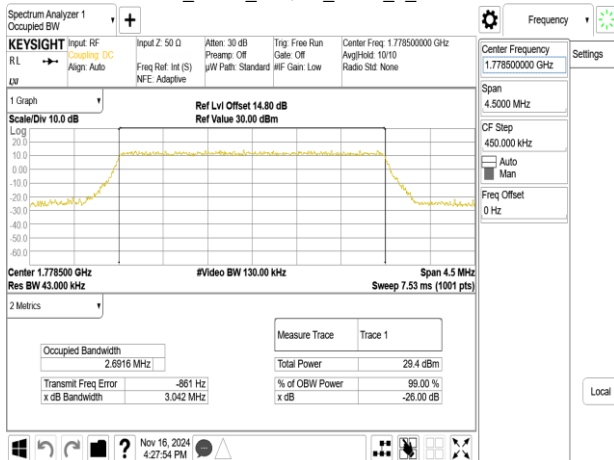 Spectrum Analyzer 1
Occupied BW
Frequency
KEYSIGHT
RL
Input: RF
Coupling: DC
Align: Auto
Input Z: 50 Ω
Freq Ref: Int (S)
NFE: Adaptive
Atten: 30 dB
Preamp: Off
µW Path: Standard
Trig: Free Run
Gate: Off
#IF Gain: Low
Center Freq: 1.778500000 GHz
Avg|Hold: 10/10
Radio Std: None
Center Frequency
1.778500000 GHz
Settings
Span
4.5000 MHz
CF Step
450.000 kHz
Auto
Man
Freq Offset
0 Hz
Local
1 Graph
Scale/Div 10.0 dB
Ref Lvl Offset 14.80 dB
Ref Value 30.00 dBm
Log
20.0
10.0
0.00
-10.0
-20.0
-30.0
-40.0
-50.0
-60.0
Center 1.778500 GHz
Res BW 43.000 kHz
#Video BW 130.00 kHz
Span 4.5 MHz
Sweep 7.53 ms (1001 pts)
2 Metrics
Occupied Bandwidth
2.6916 MHz
Transmit Freq Error -861 Hz
x dB Bandwidth 3.042 MHz
Measure Trace Trace 1
Total Power 29.4 dBm
% of OBW Power 99.00 %
x dB -26.00 dB
Nov 16, 2024
4:27:54 PM